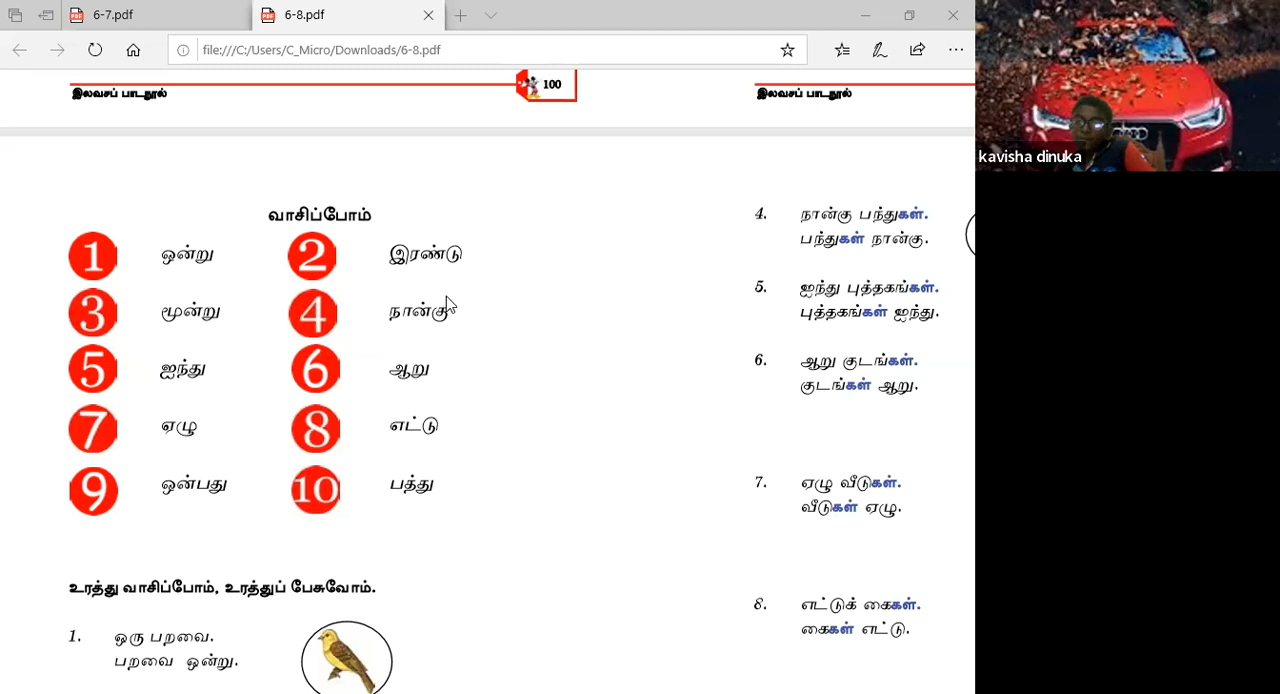 6-7.pdf
6-8.pdf
file:///C:/Users/C_Micro/Downloads/6-8.pdf
இலவசப் பாடநூல்
100
இலவசப் பாடநூல்
kavisha dinuka
வாசிப்போம்
1 ஒன்று 2 இரண்டு
3 மூன்று 4 நான்கு
5 ஐந்து 6 ஆறு
7 ஏழு 8 எட்டு
9 ஒன்பது 10 பத்து
உரத்து வாசிப்போம், உரத்துப் பேசுவோம்.
1. ஒரு பறவை.
பறவை ஒன்று.
4. நான்கு பந்துகள்.
பந்துகள் நான்கு.
5. ஐந்து புத்தகங்கள்.
புத்தகங்கள் ஐந்து.
6. ஆறு குடங்கள்.
குடங்கள் ஆறு.
7. ஏழு வீடுகள்.
வீடுகள் ஏழு.
8. எட்டுக் கைகள்.
கைகள் எட்டு.